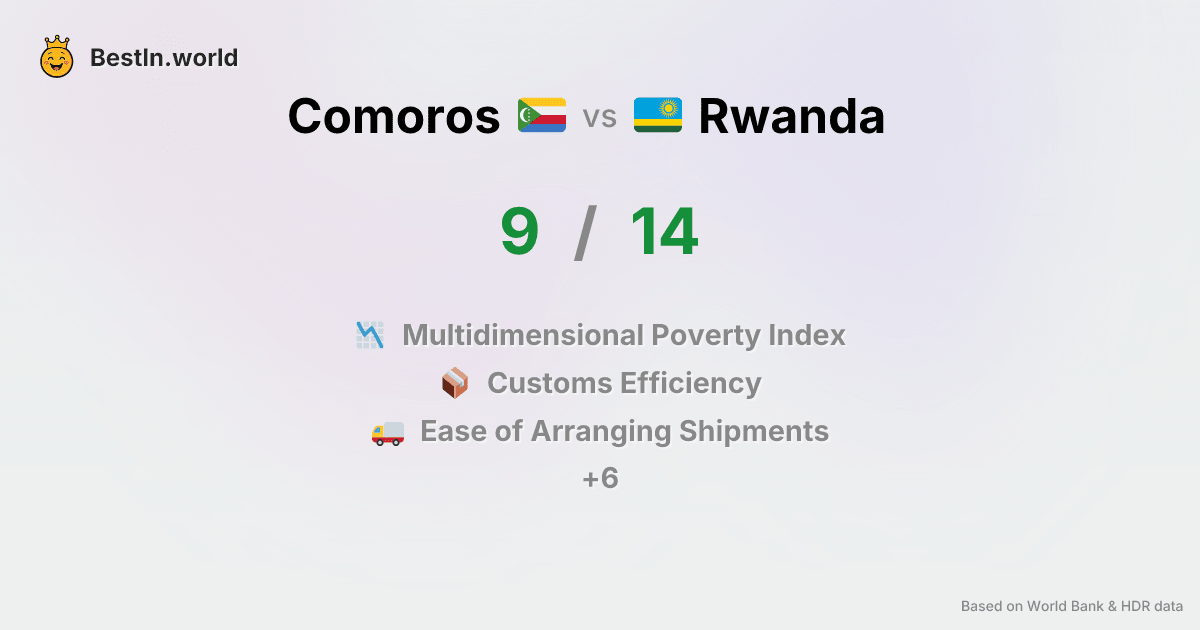 BestIn.world
Comoros vs Rwanda
9 / 14
Multidimensional Poverty Index
Customs Efficiency
Ease of Arranging Shipments
+6
Based on World Bank & HDR data